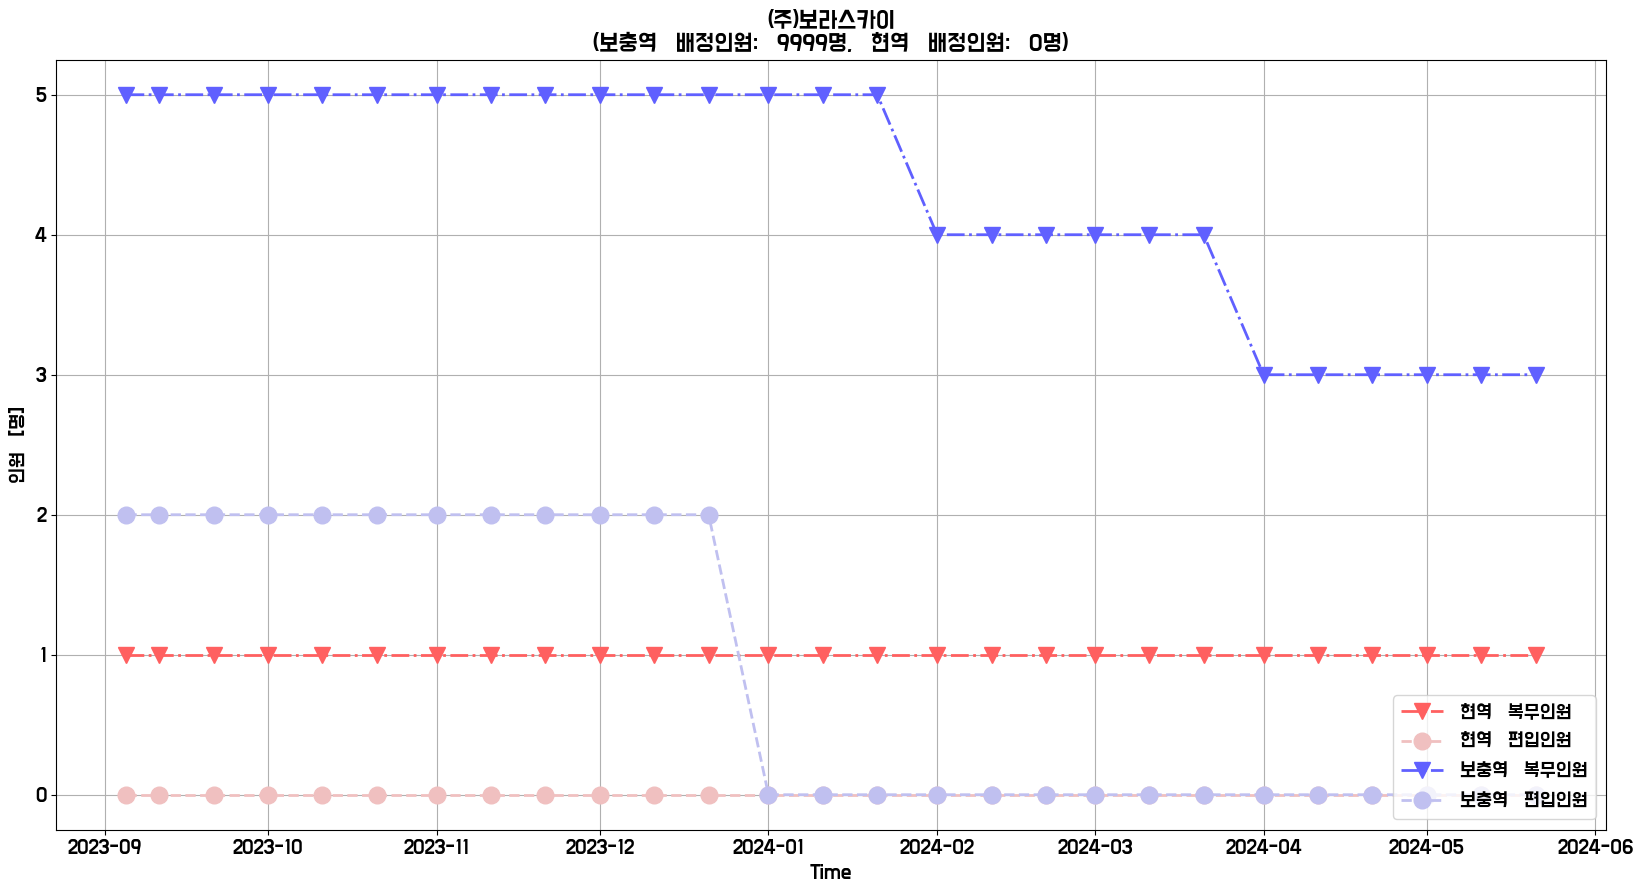 (주)보라스카이
(보충역 배정인원: 9999명, 현역 배정인원: 0명)
5
4
3
2
1
0
인원 [명]
현역 복무인원
현역 편입인원
보충역 복무인원
보충역 편입인원
2023-09 2023-10 2023-11 2023-12 2024-01 2024-02 2024-03 2024-04 2024-05 2024-06
Time